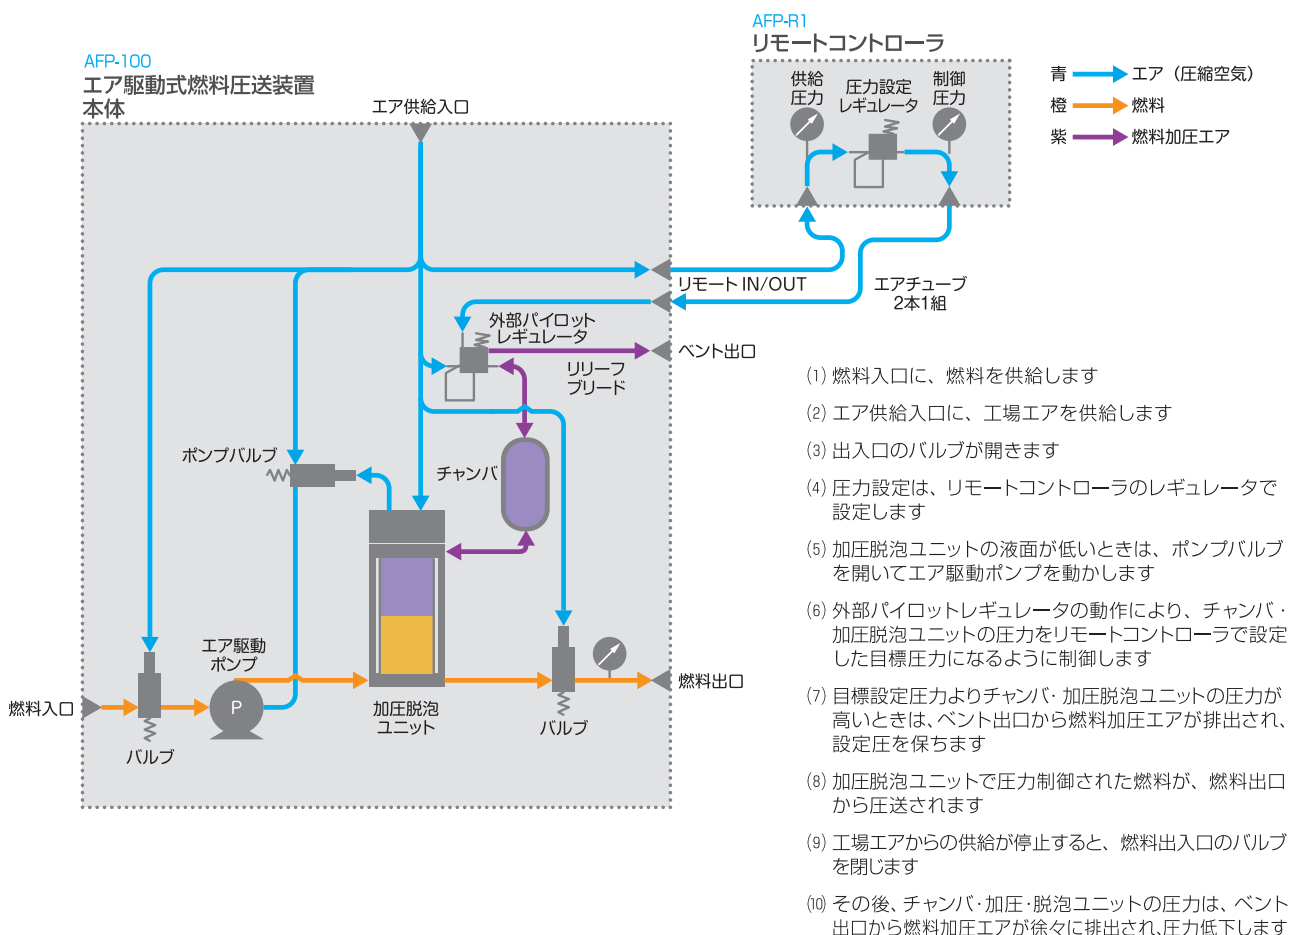 AFP-100
エア駆動式燃料圧送装置
本体
エア供給入口
AFP-R1
リモートコントローラ
供給
圧力
圧力設定
レギュレータ
制御
圧力
青
エア（圧縮空気）
橙
燃料
紫
燃料加圧エア
リモート IN/OUT
エアチューブ
2本1組
外部パイロット
レギュレータ
ベント出口
リリーフ
ブリード
ポンプバルブ
チャンバ
エア駆動
ポンプ
P
燃料入口
バルブ
加圧脱泡
ユニット
バルブ
燃料出口
(1) 燃料入口に、燃料を供給します
(2) エア供給入口に、工場エアを供給します
(3) 出入口のバルブが開きます
(4) 圧力設定は、リモートコントローラのレギュレータで
設定します
(5) 加圧脱泡ユニットの液面が低いときは、ポンプバルブ
を開いてエア駆動ポンプを動かします
(6) 外部パイロットレギュレータの動作により、チャンバ・
加圧脱泡ユニットの圧力をリモートコントローラで設定
した目標圧力になるように制御します
(7) 目標設定圧力よりチャンバ・加圧脱泡ユニットの圧力が
高いときは、ベント出口から燃料加圧エアが排出され、
設定圧を保ちます
(8) 加圧脱泡ユニットで圧力制御された燃料が、燃料出口
から圧送されます
(9) 工場エアからの供給が停止すると、燃料出入口のバルブ
を閉じます
(10) その後、チャンバ・加圧・脱泡ユニットの圧力は、ベント
出口から燃料加圧エアが徐々に排出され、圧力低下します